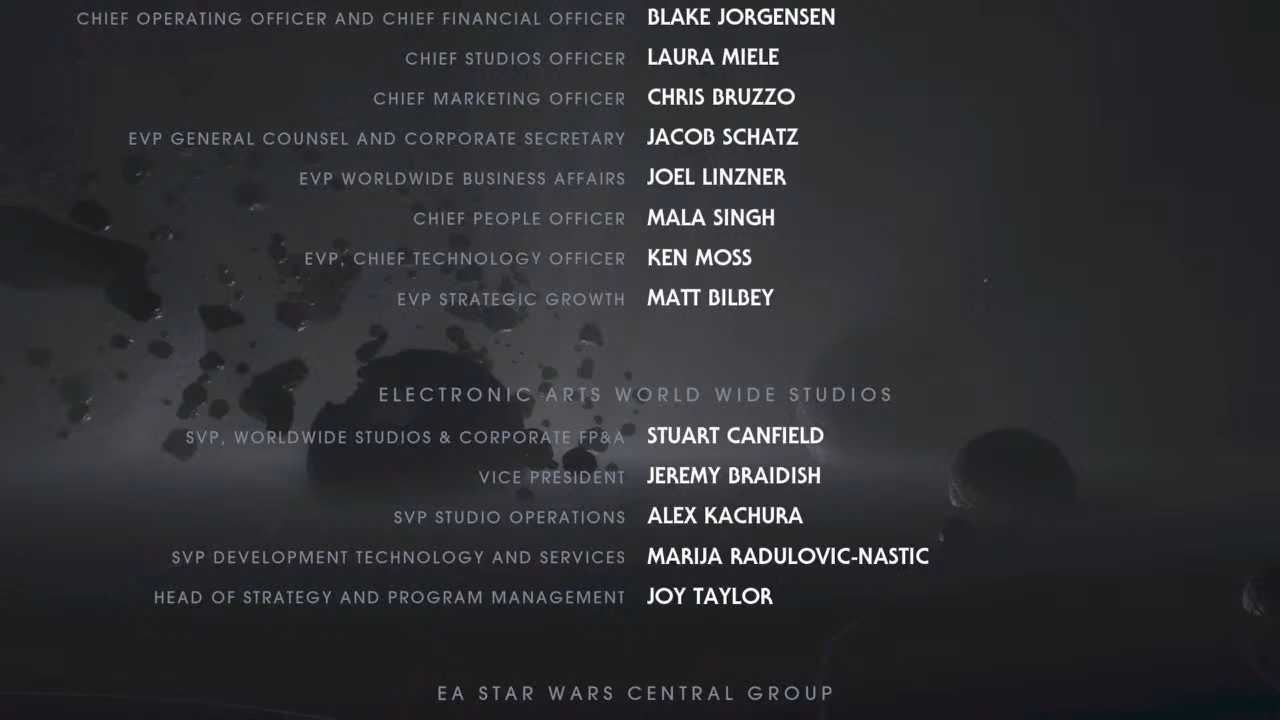 CHIEF OPERATING OFFICER AND CHIEF FINANCIAL OFFICER BLAKE JORGENSEN
CHIEF STUDIOS OFFICER LAURA MIELE
CHIEF MARKETING OFFICER CHRIS BRUZZO
EVP GENERAL COUNSEL AND CORPORATE SECRETARY JACOB SCHATZ
EVP WORLDWIDE BUSINESS AFFAIRS JOEL LINZNER
CHIEF PEOPLE OFFICER MALA SINGH
EVP, CHIEF TECHNOLOGY OFFICER KEN MOSS
EVP STRATEGIC GROWTH MATT BILBEY
ELECTRONIC ARTS WORLD WIDE STUDIOS
SVP, WORLDWIDE STUDIOS & CORPORATE FP&A STUART CANFIELD
VICE PRESIDENT JEREMY BRAIDISH
SVP STUDIO OPERATIONS ALEX KACHURA
SVP DEVELOPMENT TECHNOLOGY AND SERVICES MARIJA RADULOVIC-NASTIC
HEAD OF STRATEGY AND PROGRAM MANAGEMENT JOY TAYLOR
EA STAR WARS CENTRAL GROUP